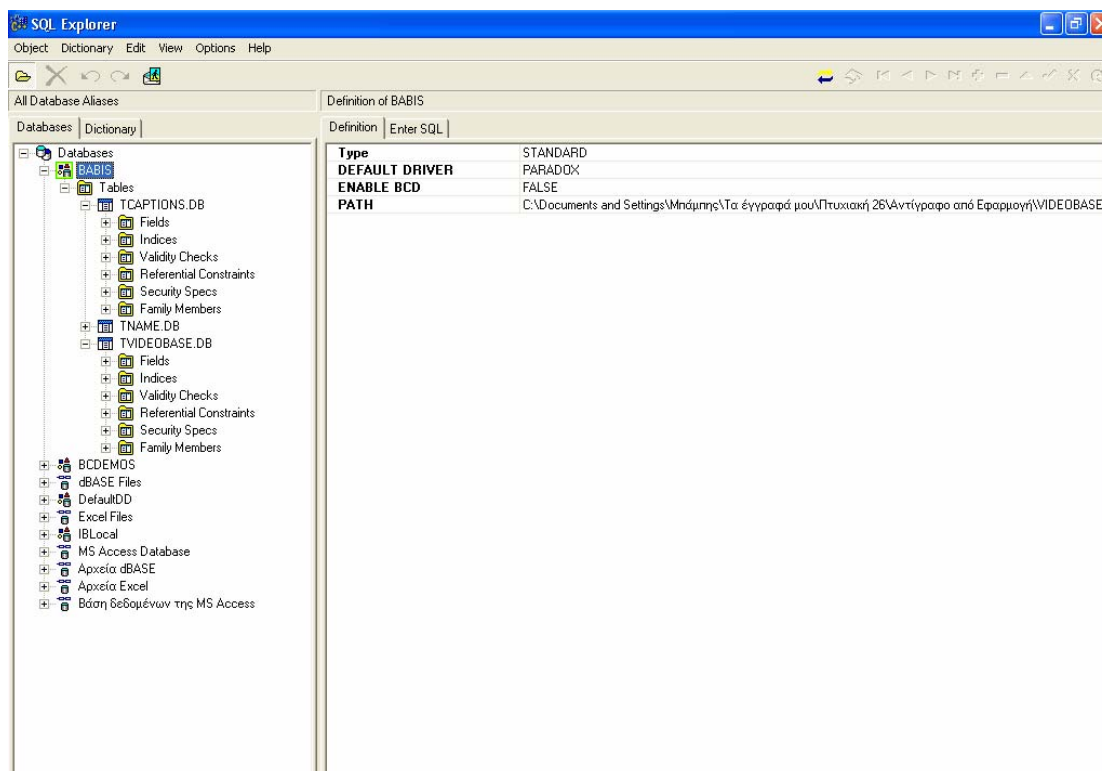 SQL Explorer
Object Dictionary Edit View Options Help
All Database Aliases
Definition of BABIS
Databases Dictionary
Definition Enter SQL
Databases
BABIS
Tables
TCAPTIONS.DB
Fields
Indices
Validity Checks
Referential Constraints
Security Specs
Family Members
TNAME.DB
TVIDEOBASE.DB
Fields
Indices
Validity Checks
Referential Constraints
Security Specs
Family Members
BCDEMOS
dBASE Files
DefaultDD
Excel Files
IBLocal
MS Access Database
Αρχεία dBASE
Αρχεία Excel
Βάση δεδομένων της MS Access
Type STANDARD
DEFAULT DRIVER PARADOX
ENABLE BCD FALSE
PATH C:\Documents and Settings\Μπάμπης\Τα έγγραφά μου\Πτυχιακή 26\Αντίγραφο από Εφαρμογή\VIDEOBASE